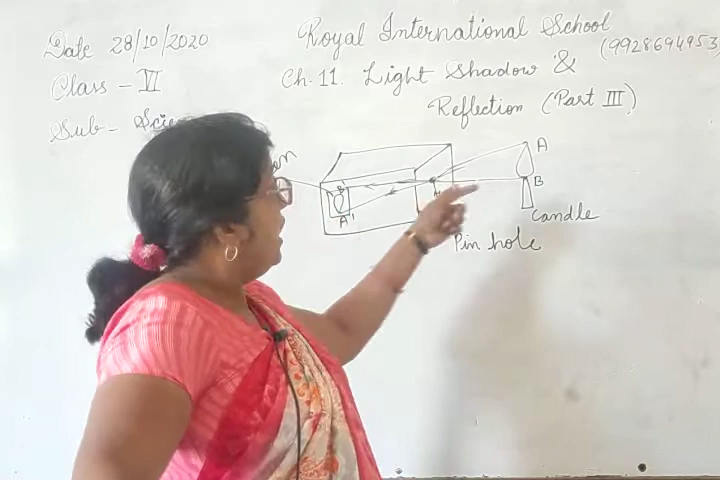 Date 28/10/2020
Royal International School
(9928694953)
Class - VI
Ch. 11. Light Shadow &
Reflection (Part III)
Sub -
A
B
B'
A'
H
Candle
Pin hole